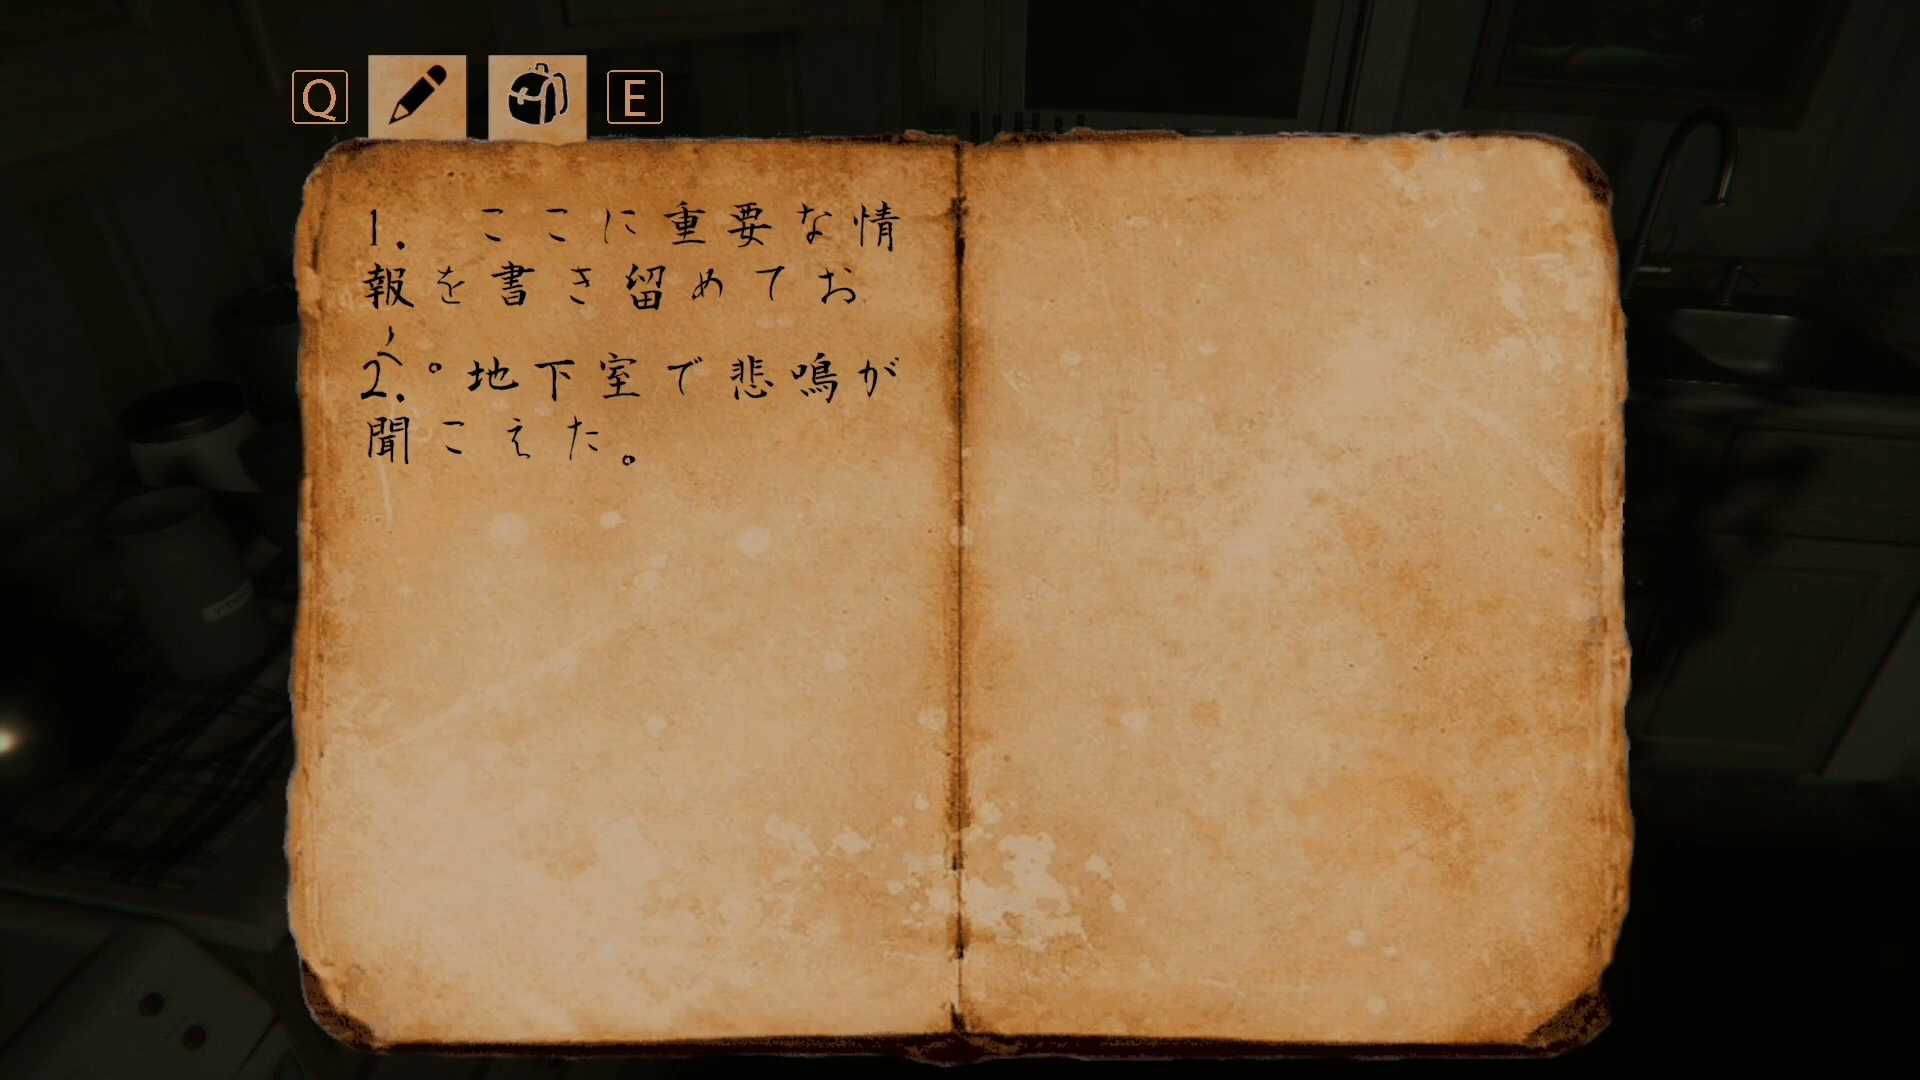 Q E
1. ここに重要な情
報を書き留めてお
く。
2. 地下室で悲鳴が
聞こえた。